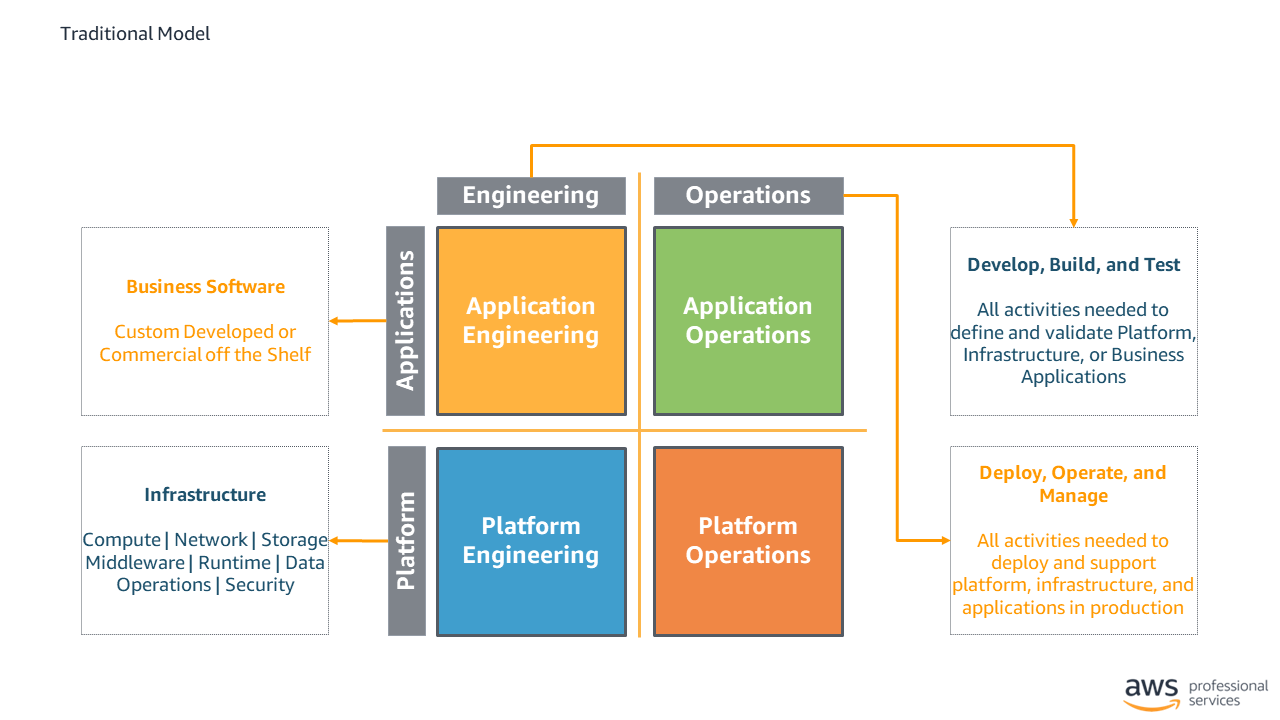 Traditional Model
Engineering
Operations
Applications
Platform
Business Software
Custom Developed or
Commercial off the Shelf
Application
Engineering
Application
Operations
Develop, Build, and Test
All activities needed to
define and validate Platform,
Infrastructure, or Business
Applications
Infrastructure
Compute | Network | Storage
Middleware | Runtime | Data
Operations | Security
Platform
Engineering
Platform
Operations
Deploy, Operate, and
Manage
All activities needed to
deploy and support
platform, infrastructure, and
applications in production
aws professional
services